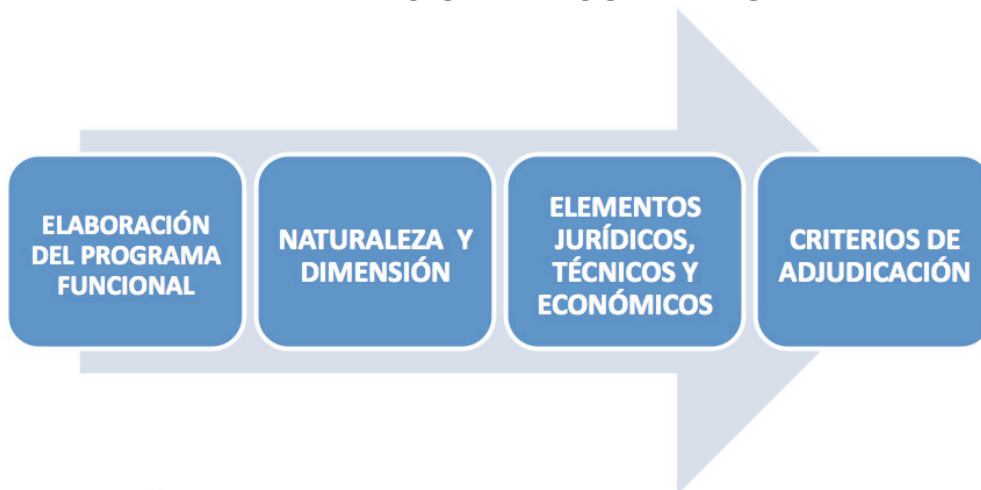 ELABORACIÓN
DEL PROGRAMA
FUNCIONAL
NATURALEZA Y
DIMENSIÓN
ELEMENTOS
JURÍDICOS,
TÉCNICOS Y
ECONÓMICOS
CRITERIOS DE
ADJUDICACIÓN